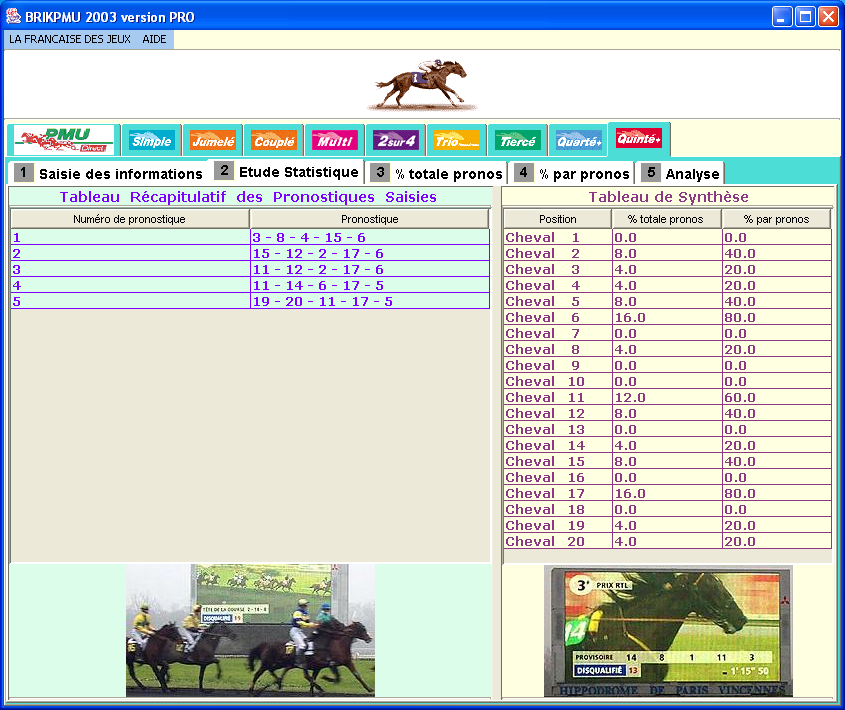 BRIKPMU 2003 version PRO
LA FRANCAISE DES JEUX AIDE
PMU Direct Simple Jumelé Couplé Multi 2sur4 Trio Tiercé Quarté+ Quinté+
1 Saisie des informations 2 Etude Statistique 3 % totale pronos 4 % par pronos 5 Analyse
Tableau Récapitulatif des Pronostiques Saisies
Numéro de pronostique Pronostique
1 3 - 8 - 4 - 15 - 6
2 15 - 12 - 2 - 17 - 6
3 11 - 12 - 2 - 17 - 6
4 11 - 14 - 6 - 17 - 5
5 19 - 20 - 11 - 17 - 5
TÊTE DE LA COURSE 2 - 14 - 8
DISQUALIFIÉ 19
Tableau de Synthèse
Position % totale pronos % par pronos
Cheval 1 0.0 0.0
Cheval 2 8.0 40.0
Cheval 3 4.0 20.0
Cheval 4 4.0 20.0
Cheval 5 8.0 40.0
Cheval 6 16.0 80.0
Cheval 7 0.0 0.0
Cheval 8 4.0 20.0
Cheval 9 0.0 0.0
Cheval 10 0.0 0.0
Cheval 11 12.0 60.0
Cheval 12 8.0 40.0
Cheval 13 0.0 0.0
Cheval 14 4.0 20.0
Cheval 15 8.0 40.0
Cheval 16 0.0 0.0
Cheval 17 16.0 80.0
Cheval 18 0.0 0.0
Cheval 19 4.0 20.0
Cheval 20 4.0 20.0
3e PRIX RTL
14
PROVISOIRE 14 8 1 11 3
DISQUALIFIÉ 13 1'15"50
HIPPODROME DE PARIS VINCENNES